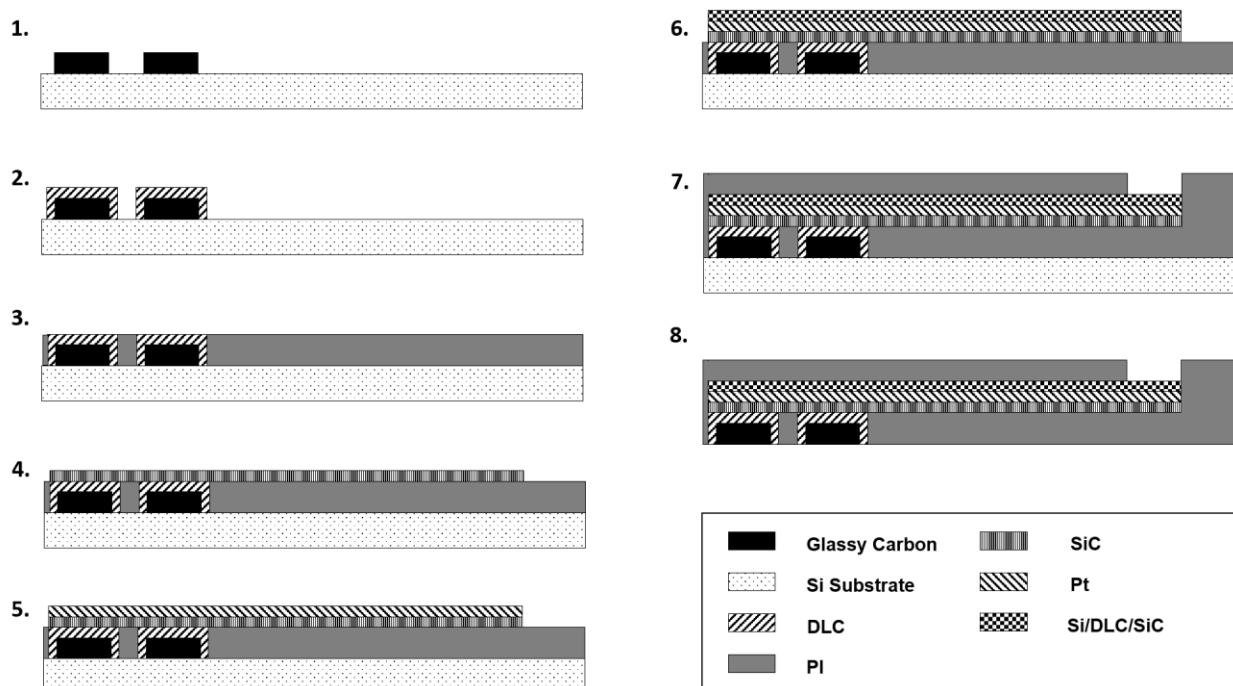 1.
2.
3.
4.
5.
6.
7.
8.
Glassy Carbon
SiC
Si Substrate
Pt
DLC
Si/DLC/SiC
PI